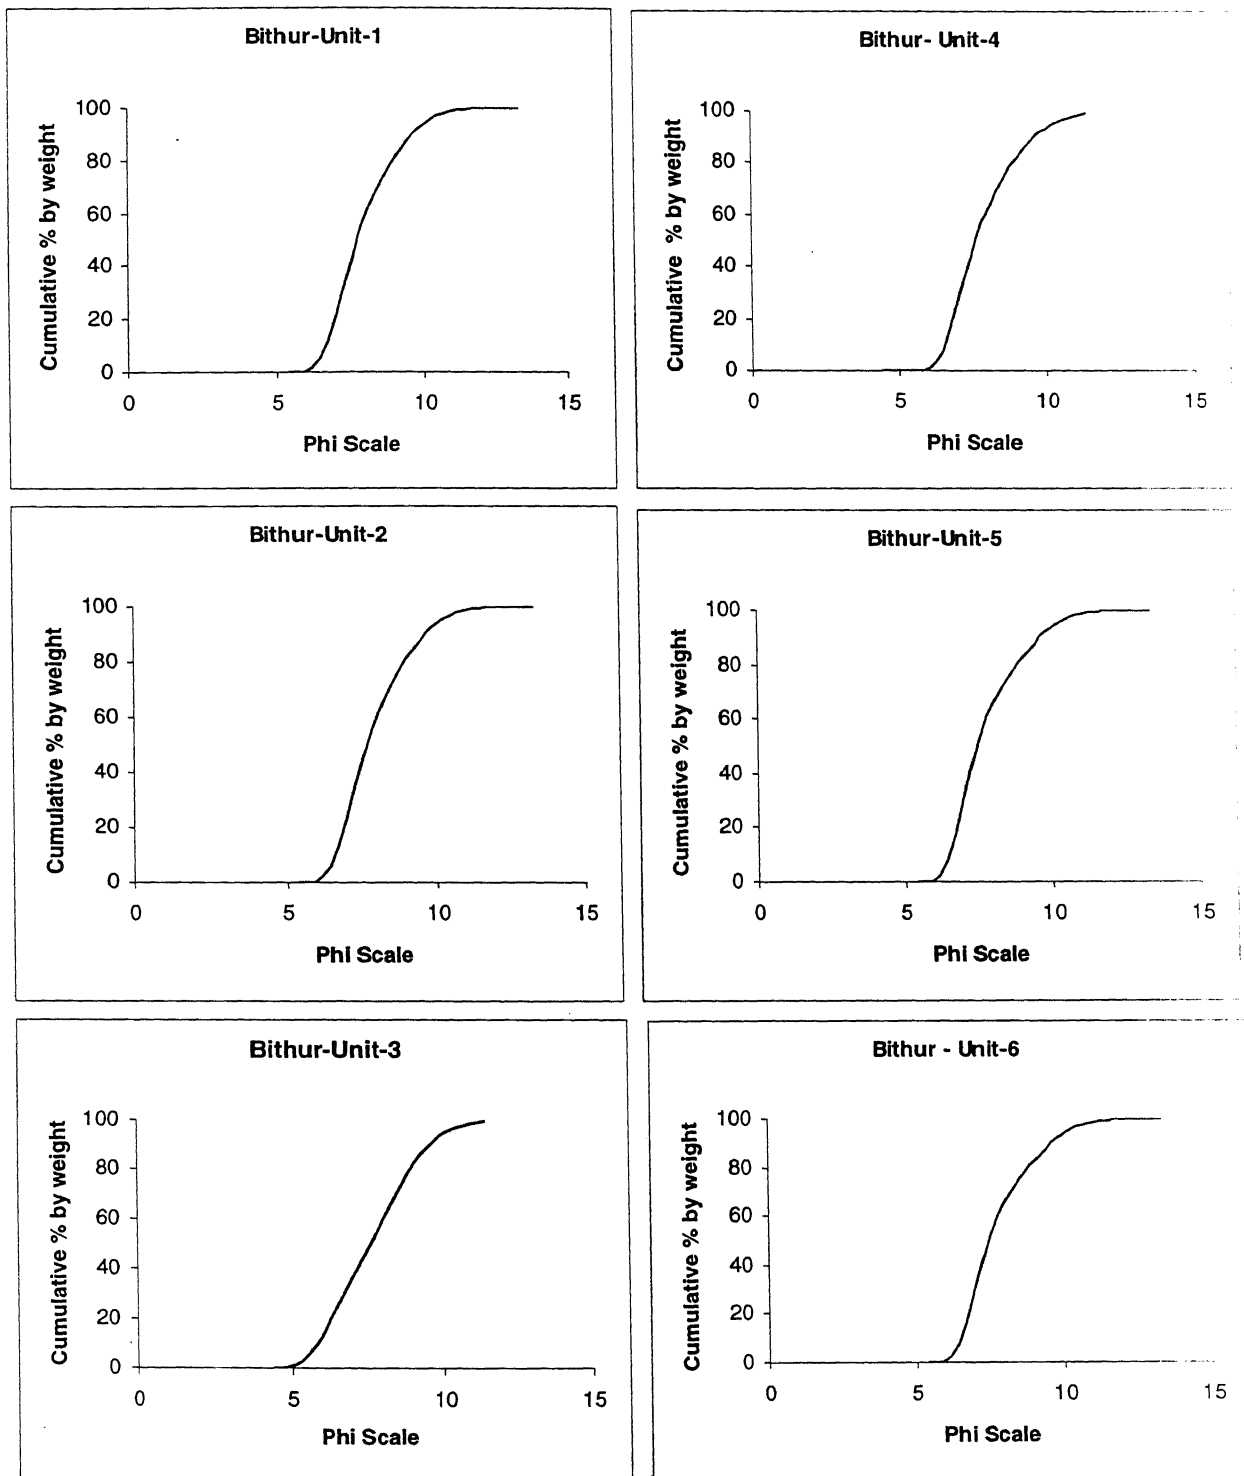 Bithur-Unit-1
Cumulative % by weight
100
80
60
40
20
0
0 5 10 15
Phi Scale
Bithur- Unit-4
Cumulative % by weight
100
80
60
40
20
0
0 5 10 15
Phi Scale
Bithur-Unit-2
Cumulative % by weight
100
80
60
40
20
0
0 5 10 15
Phi Scale
Bithur-Unit-5
Cumulative % by weight
100
80
60
40
20
0
0 5 10 15
Phi Scale
Bithur-Unit-3
Cumulative % by weight
100
80
60
40
20
0
0 5 10 15
Phi Scale
Bithur - Unit-6
Cumulative % by weight
100
80
60
40
20
0
0 5 10 15
Phi Scale